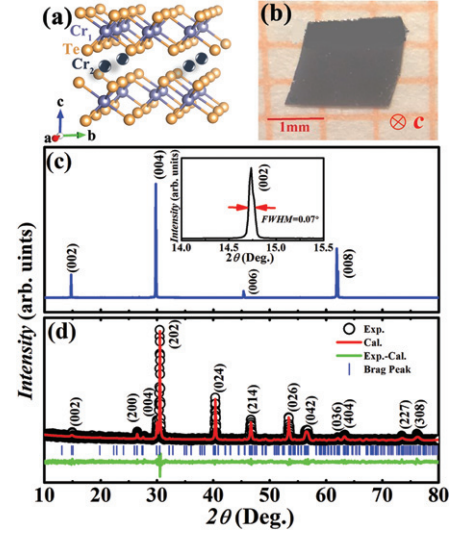 (a)
Cr1
Te
Cr2
c
a
b
(b)
1mm
⊗ c
(c)
(002)
(004)
(006)
(008)
Intensity (arb. units)
(002)
FWHM=0.07°
14.0 14.5 15.0 15.5
2θ (Deg.)
Intensity (arb. uints)
(d)
Exp.
Cal.
Exp.-Cal.
Brag Peak
(002)
(200)
(004)
(202)
(024)
(214)
(026)
(042)
(036)
(404)
(227)
(308)
10 20 30 40 50 60 70 80
2θ (Deg.)